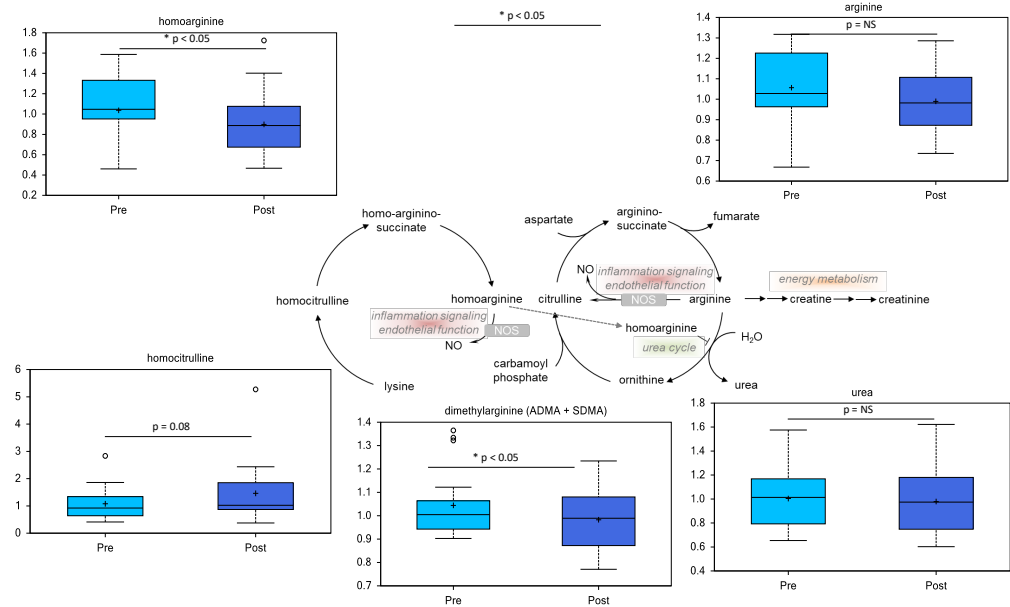 homoarginine
* p < 0.05
1.8
1.6
1.4
1.2
1.0
0.8
0.6
0.4
0.2
Pre
Post
* p < 0.05
arginine
p = NS
1.4
1.3
1.2
1.1
1.0
0.9
0.8
0.7
0.6
Pre
Post
homo-arginino-
succinate
aspartate
arginino-
succinate
fumarate
NO
inflammation signaling
endothelial function
energy metabolism
homocitrulline
homoarginine
citrulline
NOS
arginine
creatine
creatinine
inflammation signaling
endothelial function
NOS
NO
homoarginine
urea cycle
H2O
carbamoyl
phosphate
ornithine
urea
lysine
homocitrulline
p = 0.08
6
5
4
3
2
1
0
Pre
Post
dimethylarginine (ADMA + SDMA)
* p < 0.05
1.4
1.3
1.2
1.1
1.0
0.9
0.8
0.7
Pre
Post
urea
p = NS
1.8
1.6
1.4
1.2
1.0
0.8
0.6
0.4
Pre
Post